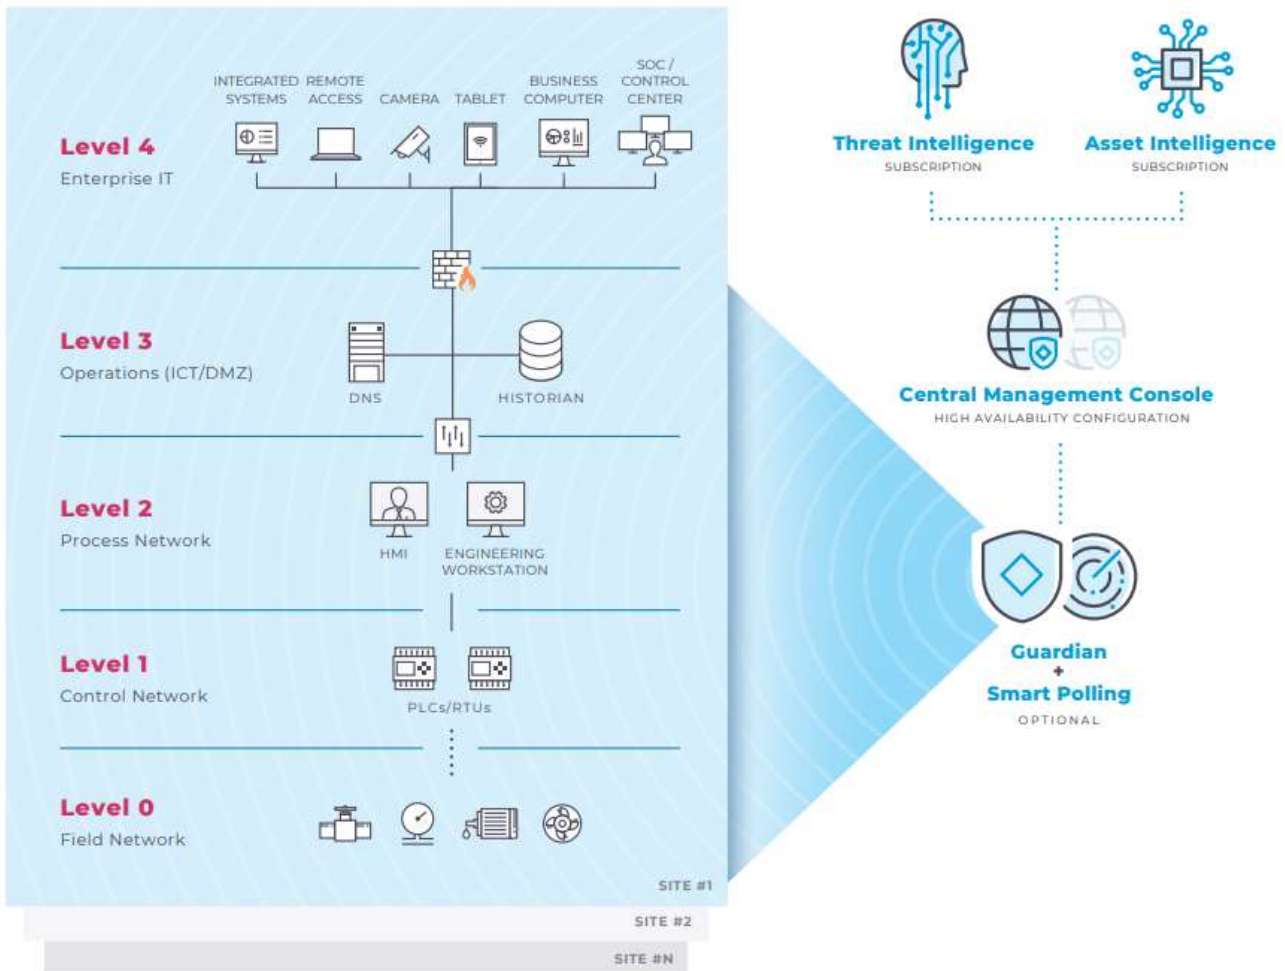 INTEGRATED
SYSTEMS
REMOTE
ACCESS
CAMERA
TABLET
BUSINESS
COMPUTER
SOC /
CONTROL
CENTER
Level 4
Enterprise IT
Level 3
Operations (ICT/DMZ)
DNS
HISTORIAN
Level 2
Process Network
HMI
ENGINEERING
WORKSTATION
Level 1
Control Network
PLCs/RTUs
Level 0
Field Network
SITE #1
SITE #2
SITE #N
Threat Intelligence
SUBSCRIPTION
Asset Intelligence
SUBSCRIPTION
Central Management Console
HIGH AVAILABILITY CONFIGURATION
Guardian
+
Smart Polling
OPTIONAL